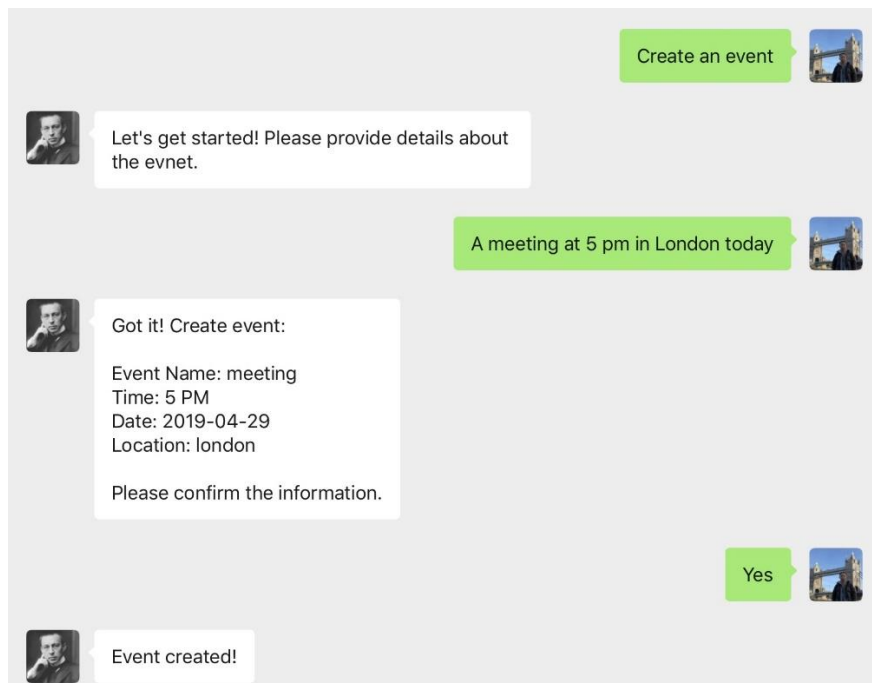 Create an event
Let's get started! Please provide details about
the evnet.
A meeting at 5 pm in London today
Got it! Create event:
Event Name: meeting
Time: 5 PM
Date: 2019-04-29
Location: london
Please confirm the information.
Yes
Event created!